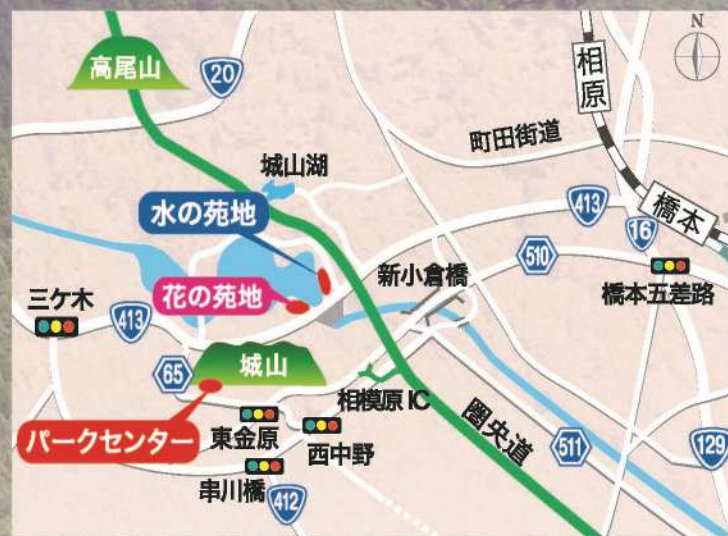 N
高尾山
20
相原
町田街道
城山湖
水の苑地
413
橋本
16
510
新小倉橋
花の苑地
橋本五差路
三ケ木
413
65
城山
相模原IC
パークセンター
東金原
西中野
圏央道
511
129
串川橋
412